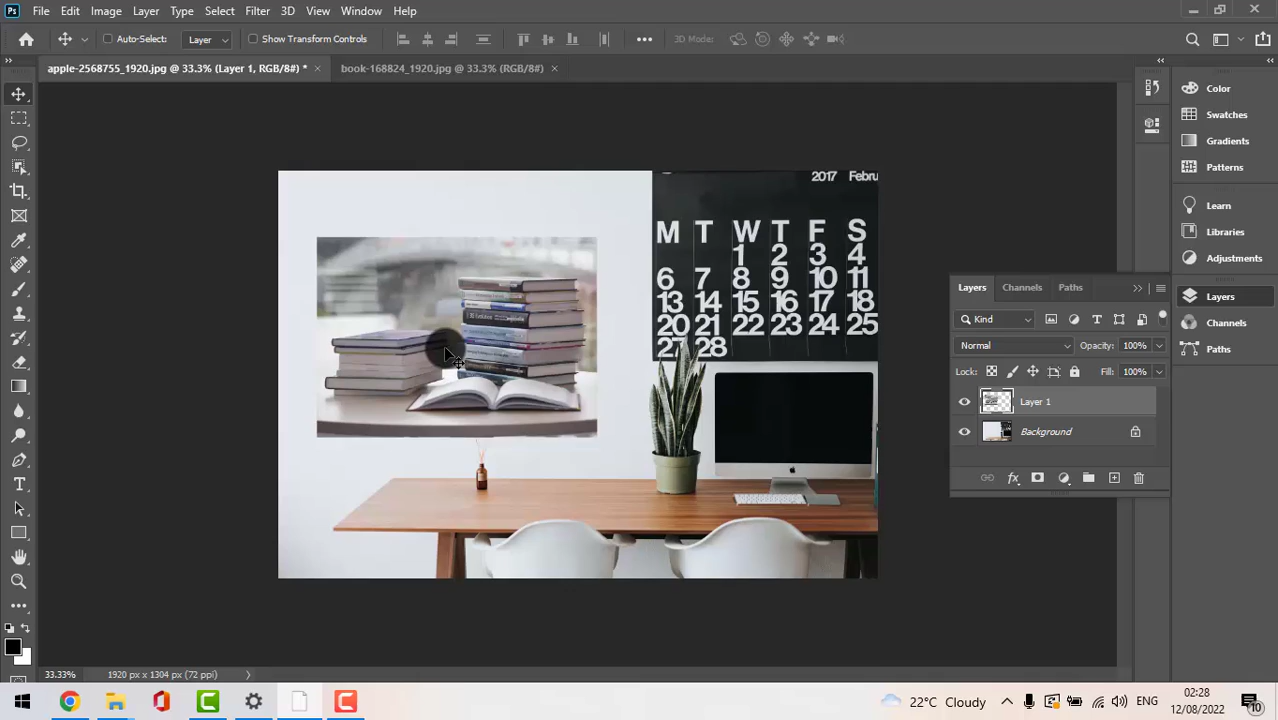 Ps File Edit Image Layer Type Select Filter 3D View Window Help
Auto-Select: Layer Show Transform Controls 3D Mode:
apple-2568755_1920.jpg @ 33.3% (Layer 1, RGB/8#) * × book-168824_1920.jpg @ 33.3% (RGB/8#) ×
Color
Swatches
Gradients
Patterns
Learn
Libraries
Adjustments
Layers
Channels
Paths
2017 Febru
M T W T F S
1 2 3 4
6 7 8 9 10 11
13 14 15 16 17 18
20 21 22 23 24 25
27 28
Layers Channels Paths
Kind
Normal Opacity: 100%
Lock: Fill: 100%
Layer 1
Background
33.33% 1920 px x 1304 px (72 ppi)
22°C Cloudy ENG 02:28
12/08/2022 10